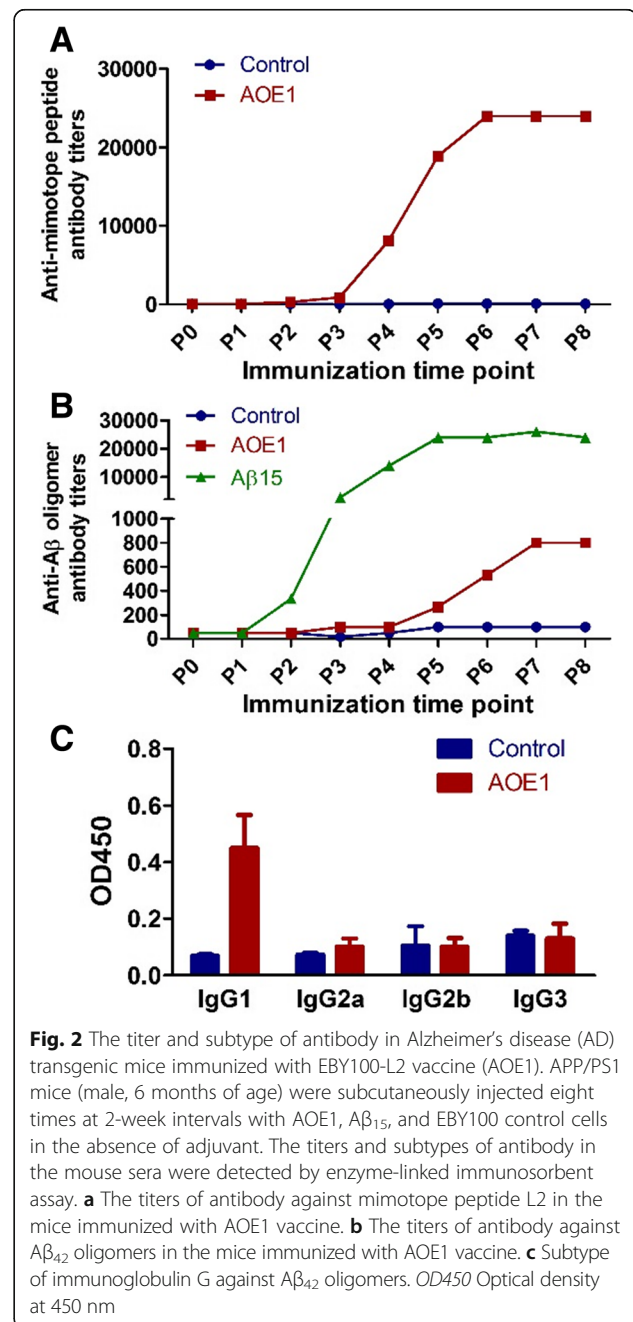 A
Control
AOE1
30000
20000
10000
0
Anti-mimotope peptide
antibody titers
P0 P1 P2 P3 P4 P5 P6 P7 P8
Immunization time point
B
Control
AOE1
Aβ15
30000
20000
10000
1000
800
600
400
200
0
Anti-Aβ oligomer
antibody titers
P0 P1 P2 P3 P4 P5 P6 P7 P8
Immunization time point
C
Control
AOE1
0.8
0.6
0.4
0.2
0.0
OD450
IgG1 IgG2a IgG2b IgG3
Fig. 2 The titer and subtype of antibody in Alzheimer's disease (AD)
transgenic mice immunized with EBY100-L2 vaccine (AOE1). APP/PS1
mice (male, 6 months of age) were subcutaneously injected eight
times at 2-week intervals with AOE1, Aβ15, and EBY100 control cells
in the absence of adjuvant. The titers and subtypes of antibody in
the mouse sera were detected by enzyme-linked immunosorbent
assay. a The titers of antibody against mimotope peptide L2 in the
mice immunized with AOE1 vaccine. b The titers of antibody against
Aβ42 oligomers in the mice immunized with AOE1 vaccine. c Subtype
of immunoglobulin G against Aβ42 oligomers. OD450 Optical density
at 450 nm